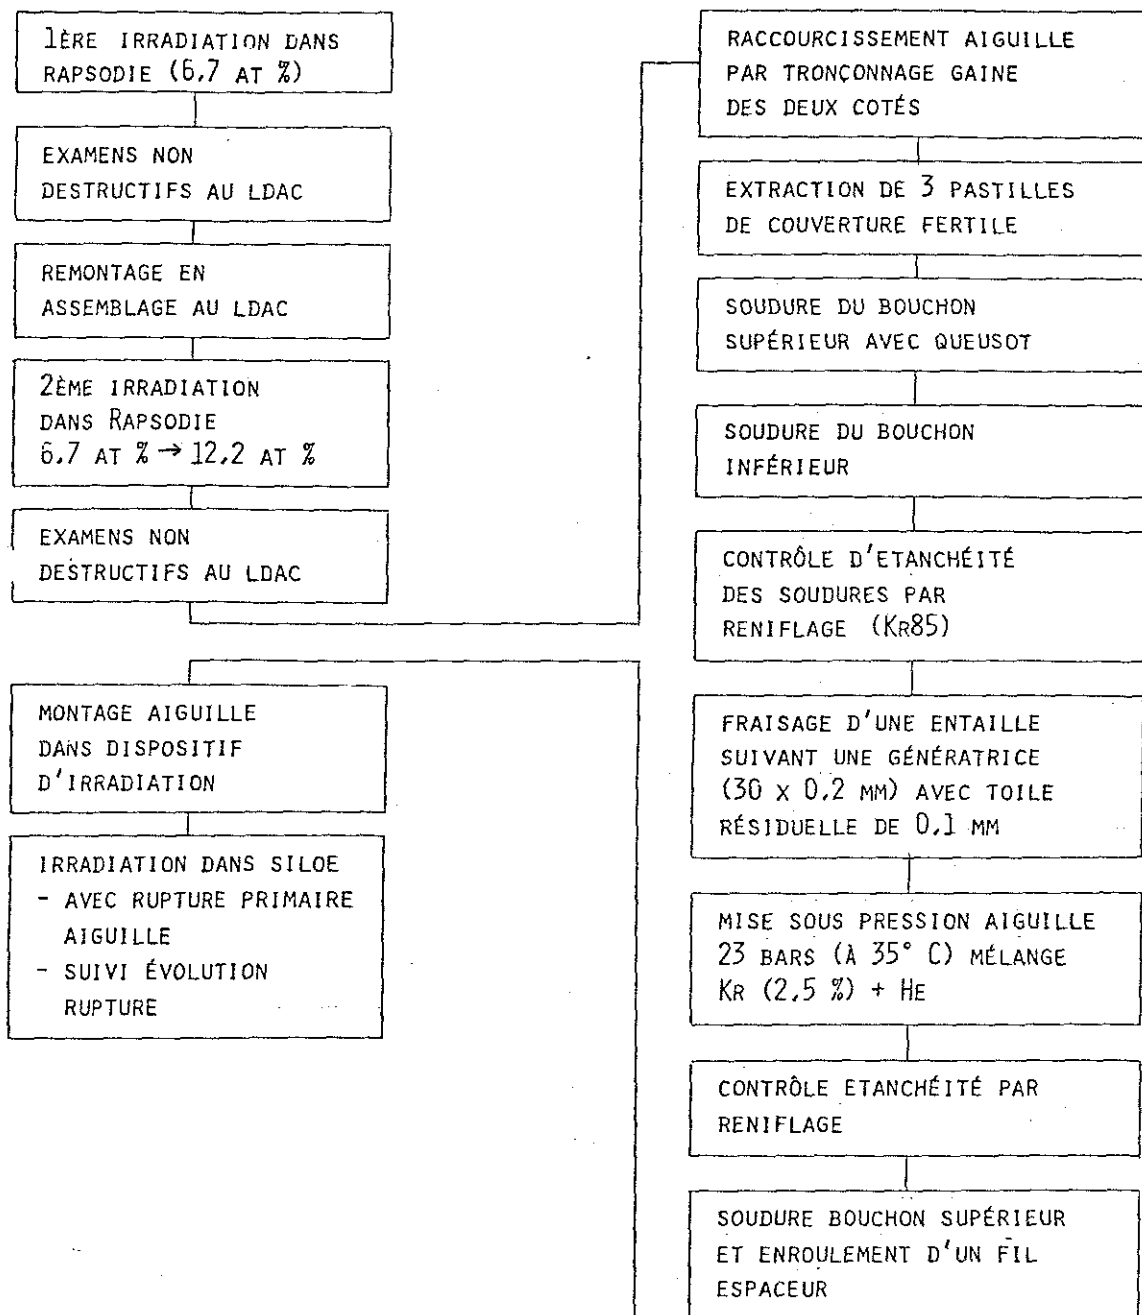 1ÈRE IRRADIATION DANS
RAPSODIE (6,7 AT %)
EXAMENS NON
DESTRUCTIFS AU LDAC
REMONTAGE EN
ASSEMBLAGE AU LDAC
2ÈME IRRADIATION
DANS RAPSODIE
6,7 AT % → 12,2 AT %
EXAMENS NON
DESTRUCTIFS AU LDAC
RACCOURCISSEMENT AIGUILLE
PAR TRONÇONNAGE GAINE
DES DEUX COTÉS
EXTRACTION DE 3 PASTILLES
DE COUVERTURE FERTILE
SOUDURE DU BOUCHON
SUPÉRIEUR AVEC QUEUSOT
SOUDURE DU BOUCHON
INFÉRIEUR
CONTRÔLE D'ETANCHÉITÉ
DES SOUDURES PAR
RENIFLAGE (KR85)
FRAISAGE D'UNE ENTAILLE
SUIVANT UNE GÉNÉRATRICE
(30 X 0,2 MM) AVEC TOILE
RÉSIDUELLE DE 0,1 MM
MISE SOUS PRESSION AIGUILLE
23 BARS (À 35° C) MÉLANGE
KR (2,5 %) + HE
CONTRÔLE ETANCHÉITÉ PAR
RENIFLAGE
SOUDURE BOUCHON SUPÉRIEUR
ET ENROULEMENT D'UN FIL
ESPACEUR
MONTAGE AIGUILLE
DANS DISPOSITIF
D'IRRADIATION
IRRADIATION DANS SILOE
- AVEC RUPTURE PRIMAIRE
AIGUILLE
- SUIVI ÉVOLUTION
RUPTURE